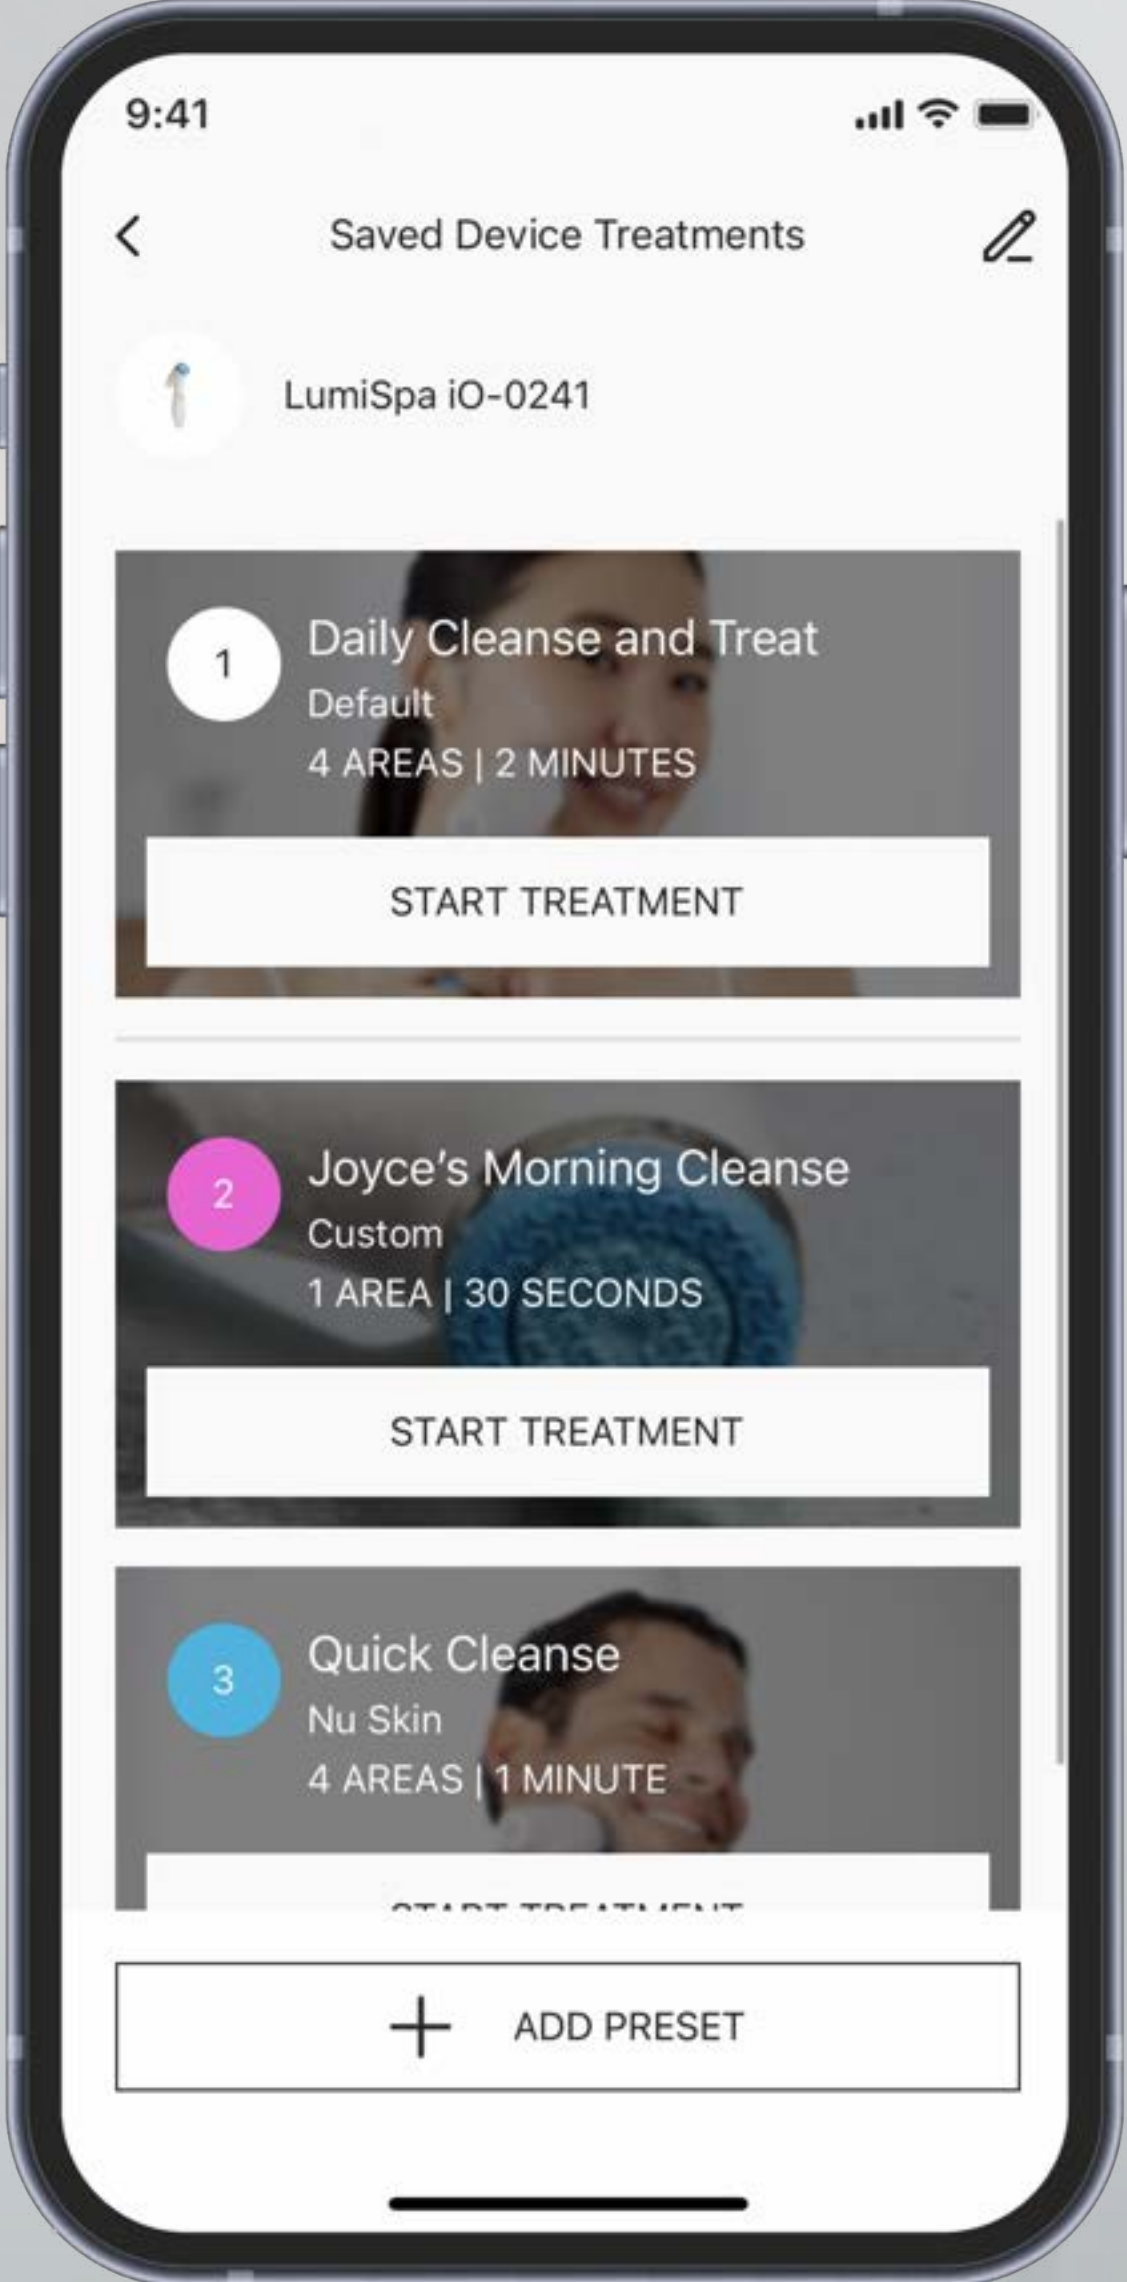 9:41
Saved Device Treatments
LumiSpa iO-0241
1
Daily Cleanse and Treat
Default
4 AREAS | 2 MINUTES
START TREATMENT
2
Joyce’s Morning Cleanse
Custom
1 AREA | 30 SECONDS
START TREATMENT
3
Quick Cleanse
Nu Skin
4 AREAS | 1 MINUTE
START TREATMENT
ADD PRESET